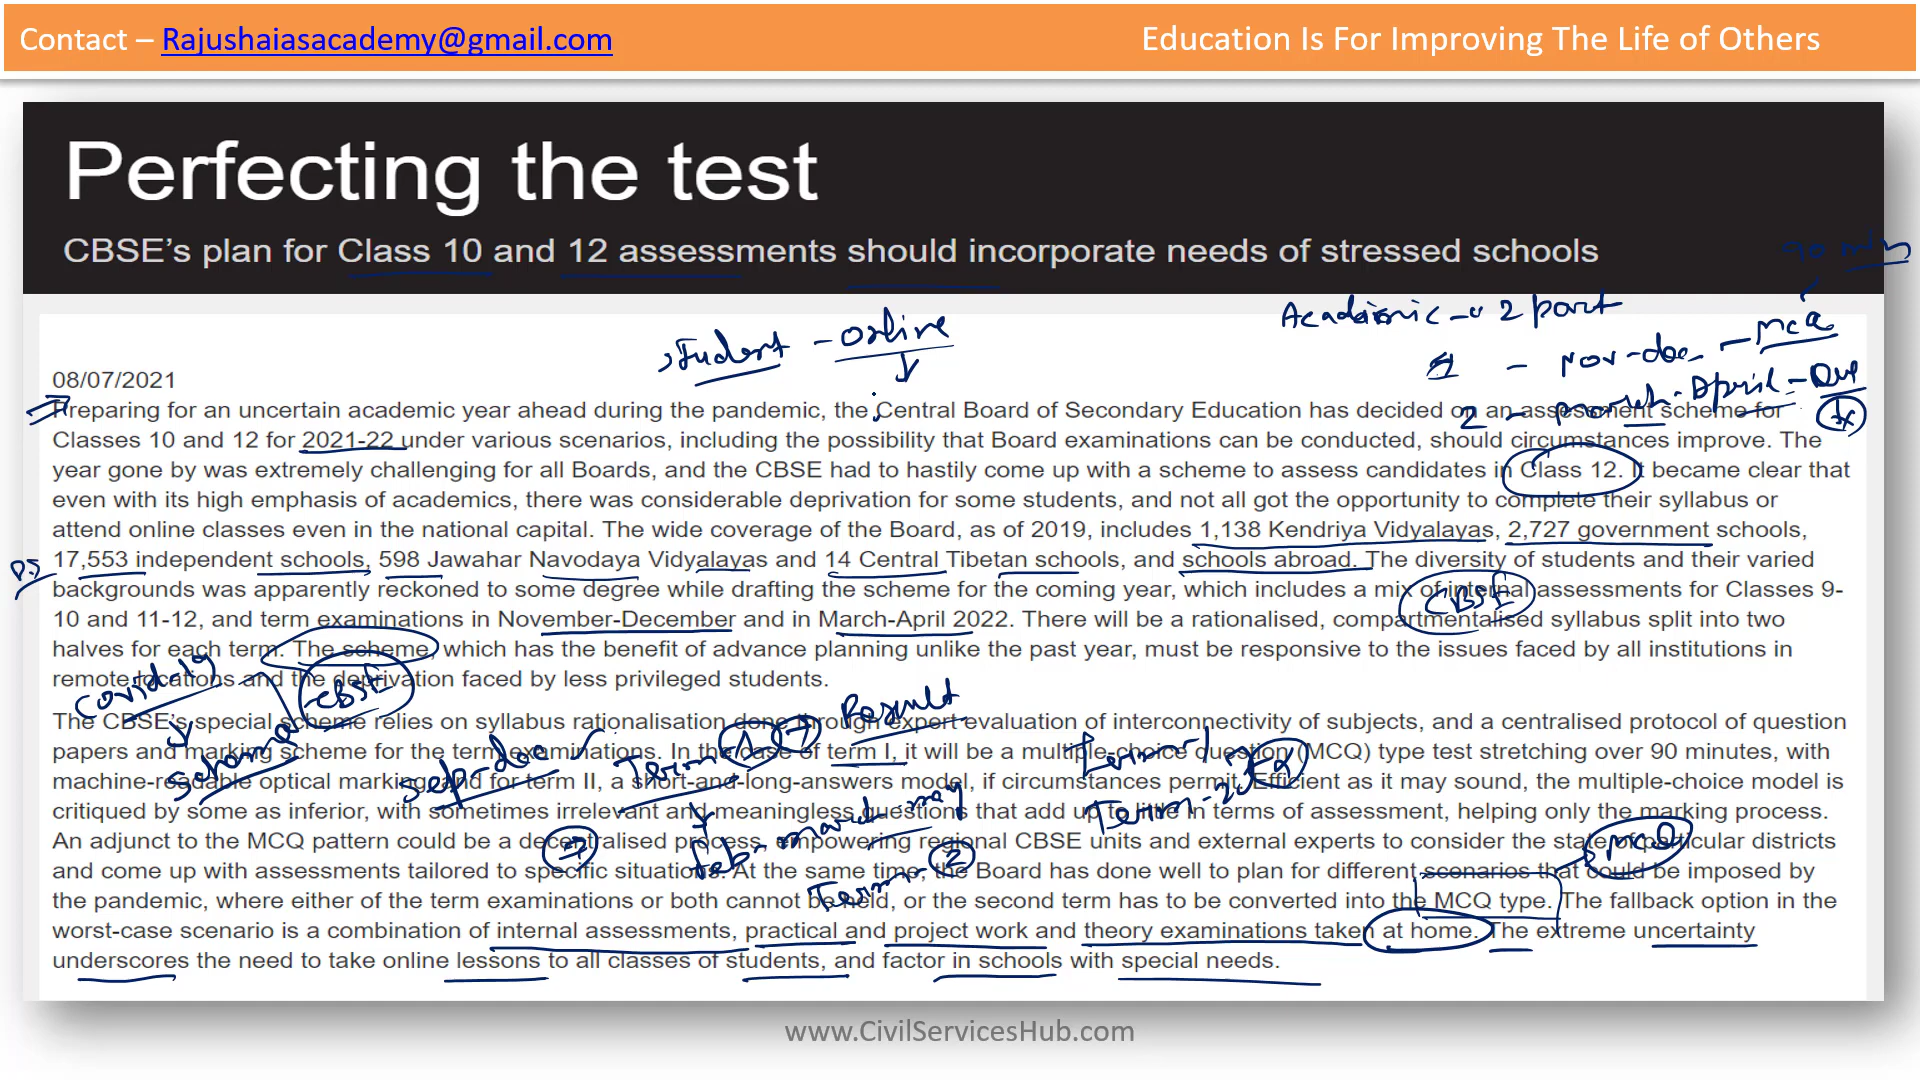 Contact – Rajushaiasacademy@gmail.com
Education Is For Improving The Life of Others
Perfecting the test
CBSE's plan for Class 10 and 12 assessments should incorporate needs of stressed schools
90 min
Academic - 2 part
Student - online
MCQ
1 - Nov-dec -
2 - March-April -
08/07/2021
Preparing for an uncertain academic year ahead during the pandemic, the Central Board of Secondary Education has decided on an assessment scheme for
Classes 10 and 12 for 2021-22 under various scenarios, including the possibility that Board examinations can be conducted, should circumstances improve. The
year gone by was extremely challenging for all Boards, and the CBSE had to hastily come up with a scheme to assess candidates in Class 12. It became clear that
even with its high emphasis of academics, there was considerable deprivation for some students, and not all got the opportunity to complete their syllabus or
attend online classes even in the national capital. The wide coverage of the Board, as of 2019, includes 1,138 Kendriya Vidyalayas, 2,727 government schools,
17,553 independent schools, 598 Jawahar Navodaya Vidyalayas and 14 Central Tibetan schools, and schools abroad. The diversity of students and their varied
backgrounds was apparently reckoned to some degree while drafting the scheme for the coming year, which includes a mix of internal assessments for Classes 9-
CBSE
10 and 11-12, and term examinations in November-December and in March-April 2022. There will be a rationalised, compartmentalised syllabus split into two
halves for each term. The scheme, which has the benefit of advance planning unlike the past year, must be responsive to the issues faced by all institutions in
remote locations and the deprivation faced by less privileged students.
Covid-19
CBSE
Result
The CBSE's special scheme relies on syllabus rationalisation done through expert evaluation of interconnectivity of subjects, and a centralised protocol of question
papers and marking scheme for the term examinations. In the case of term I, it will be a multiple-choice question (MCQ) type test stretching over 90 minutes, with
machine-readable optical marking, and for term II, a short-and-long-answers model, if circumstances permit. Efficient as it may sound, the multiple-choice model is
Scheme
Sep-dec
Term 1
Term-1
Term-2
critiqued by some as inferior, with sometimes irrelevant and meaningless questions that add up to little in terms of assessment, helping only the marking process.
An adjunct to the MCQ pattern could be a decentralised process, empowering regional CBSE units and external experts to consider the state of particular districts
and come up with assessments tailored to specific situations. At the same time, the Board has done well to plan for different scenarios that could be imposed by
Feb-march-may
Term - 2
MCQ
the pandemic, where either of the term examinations or both cannot be held, or the second term has to be converted into the MCQ type. The fallback option in the
worst-case scenario is a combination of internal assessments, practical and project work and theory examinations taken at home. The extreme uncertainty
underscores the need to take online lessons to all classes of students, and factor in schools with special needs.
www.CivilServicesHub.com